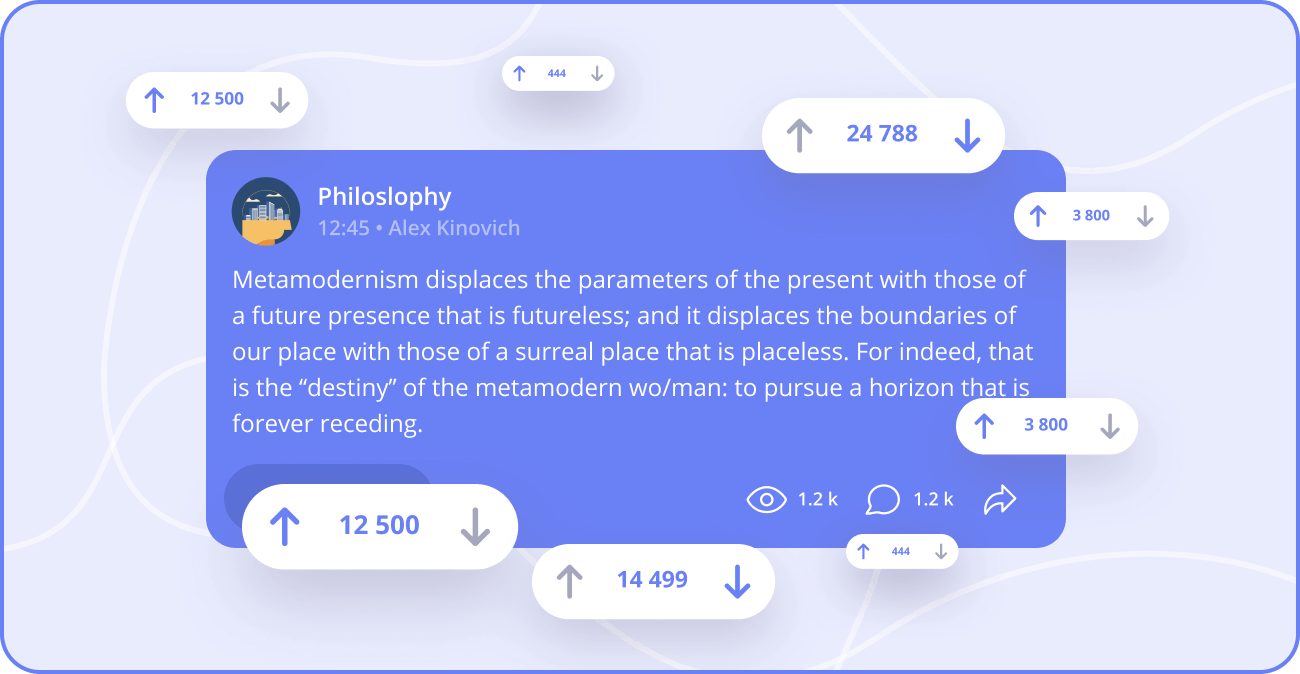 444
12 500
24 788
Philoslophy
12:45 • Alex Kinovich
3 800
Metamodernism displaces the parameters of the present with those of
a future presence that is futureless; and it displaces the boundaries of
our place with those of a surreal place that is placeless. For indeed, that
is the “destiny” of the metamodern wo/man: to pursue a horizon that is
forever receding.
3 800
1.2 k
1.2 k
12 500
444
14 499